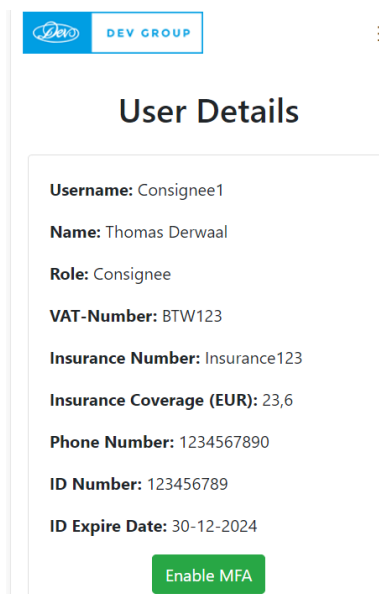 Devo
DEV GROUP
User Details
Username: Consignee1
Name: Thomas Derwaal
Role: Consignee
VAT-Number: BTW123
Insurance Number: Insurance123
Insurance Coverage (EUR): 23,6
Phone Number: 1234567890
ID Number: 123456789
ID Expire Date: 30-12-2024
Enable MFA